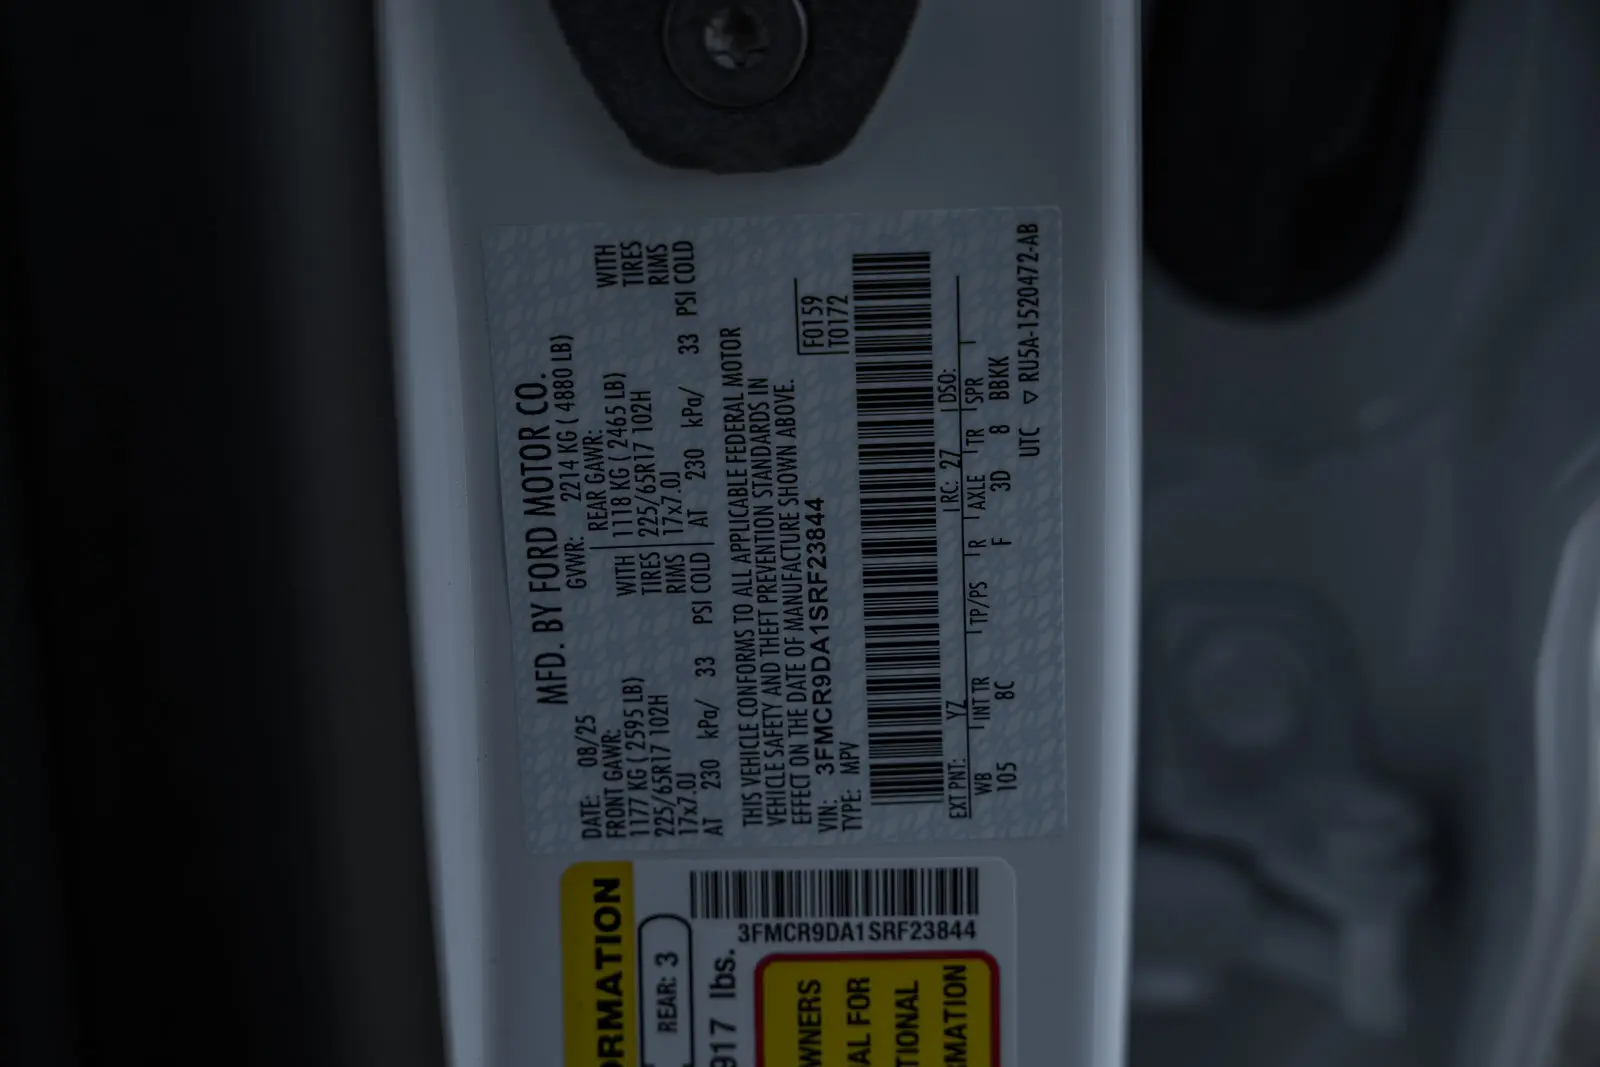 MFD. BY FORD MOTOR CO.
DATE: 08/25 GVWR: 2214 KG ( 4880 LB)
FRONT GAWR: REAR GAWR:
1177 KG ( 2595 LB) WITH 1118 KG ( 2465 LB) WITH
225/65R17 102H TIRES 225/65R17 102H TIRES
17x7.0J RIMS 17x7.0J RIMS
AT 230 kPa/ 33 PSI COLD AT 230 kPa/ 33 PSI COLD
THIS VEHICLE CONFORMS TO ALL APPLICABLE FEDERAL MOTOR
VEHICLE SAFETY AND THEFT PREVENTION STANDARDS IN
EFFECT ON THE DATE OF MANUFACTURE SHOWN ABOVE.
VIN: 3FMCR9DA1SRF23844 F0159
TYPE: MPV T0172
EXT PNT: YZ RC: 27 DSO:
WB INT TR TP/PS R AXLE TR SPR
105 8C F 3D 8 BBKK
UTC ▽ RU5A-1520472-AB
3FMCR9DA1SRF23844
ORMATION
REAR: 3
917 lbs.
WNERS
AL FOR
TIONAL
MATION